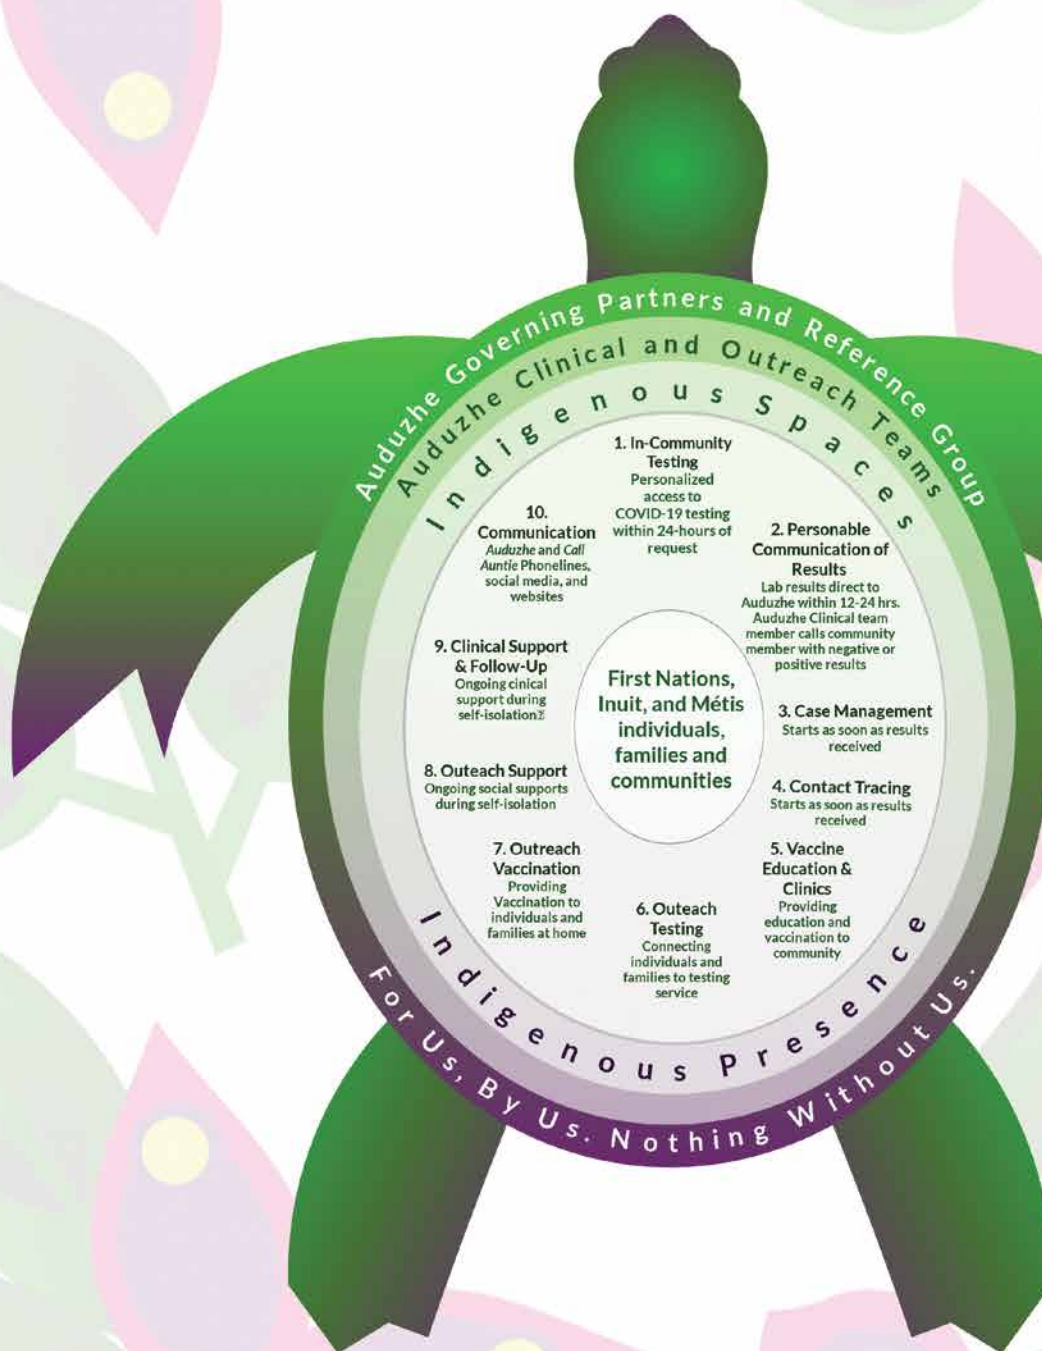 Auduzhe Governing Partners and Reference Group
Auduzhe Clinical and Outreach Teams
Indigenous Spaces
1. In-Community
Testing
Personalized
access to
COVID-19 testing
within 24-hours of
request
2. Personable
Communication of
Results
Lab results direct to
Auduzhe within 12-24 hrs.
Auduzhe Clinical team
member calls community
member with negative or
positive results
3. Case Management
Starts as soon as results
received
4. Contact Tracing
Starts as soon as results
received
5. Vaccine
Education &
Clinics
Providing
education and
vaccination to
community
6. Outeach
Testing
Connecting
individuals and
families to testing
service
7. Outreach
Vaccination
Providing
Vaccination to
individuals and
families at home
8. Outeach Support
Ongoing social supports
during self-isolation
9. Clinical Support
& Follow-Up
Ongoing cinical
support during
self-isolation
10.
Communication
Auduzhe and Call
Auntie Phonelines,
social media, and
websites
First Nations,
Inuit, and Métis
individuals,
families and
communities
Indigenous Presence
For Us, By Us. Nothing Without Us.